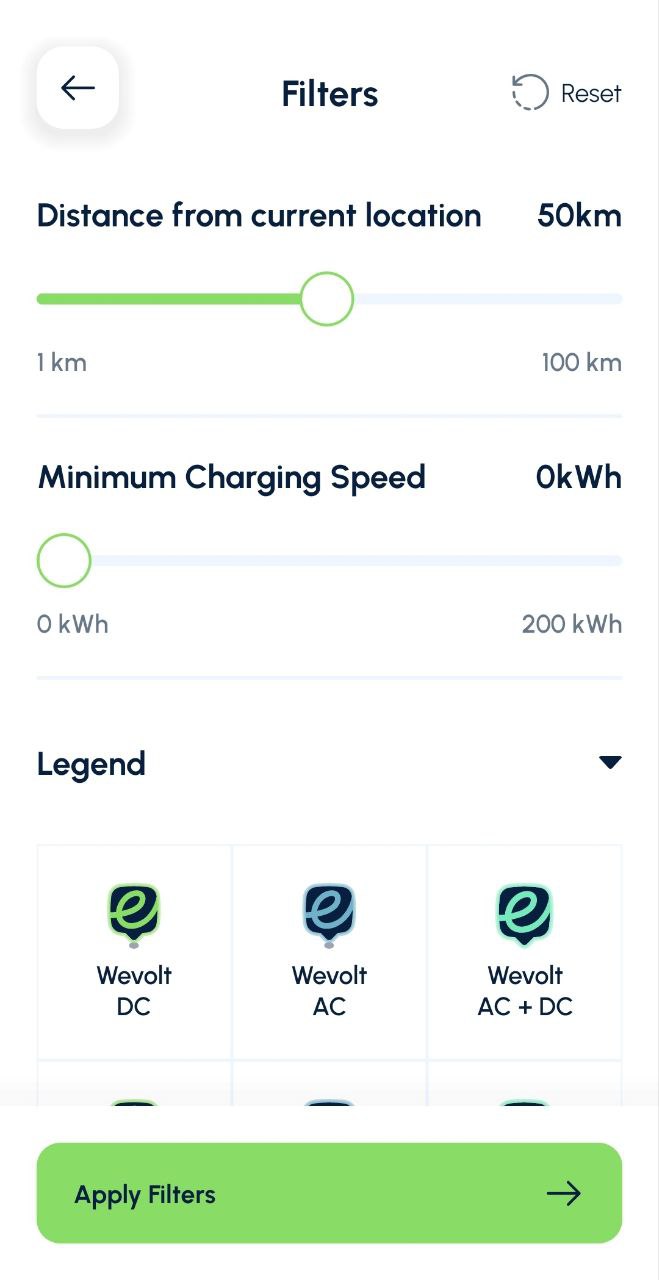 Filters
Reset
Distance from current location 50km
1 km 100 km
Minimum Charging Speed 0kWh
0 kWh 200 kWh
Legend
Wevolt Wevolt Wevolt
DC AC AC + DC
Apply Filters